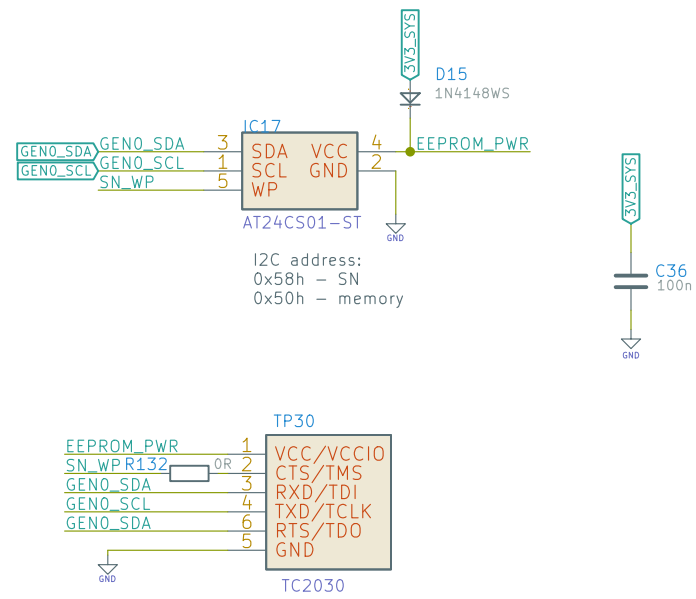 3V3_SYS
D15
1N4148WS
IC17
GEN0_SDA GEN0_SDA 3 SDA VCC 4 EEPROM_PWR
GEN0_SCL GEN0_SCL 1 SCL GND 2
SN_WP 5 WP
AT24CS01-ST
GND
I2C address:
0x58h - SN
0x50h - memory
3V3_SYS
C36
100n
GND
TP30
EEPROM_PWR 1 VCC/VCCIO
SN_WP R132 0R 2 CTS/TMS
GEN0_SDA 3 RXD/TDI
GEN0_SCL 4 TXD/TCLK
GEN0_SDA 6 RTS/TDO
5 GND
GND
TC2030